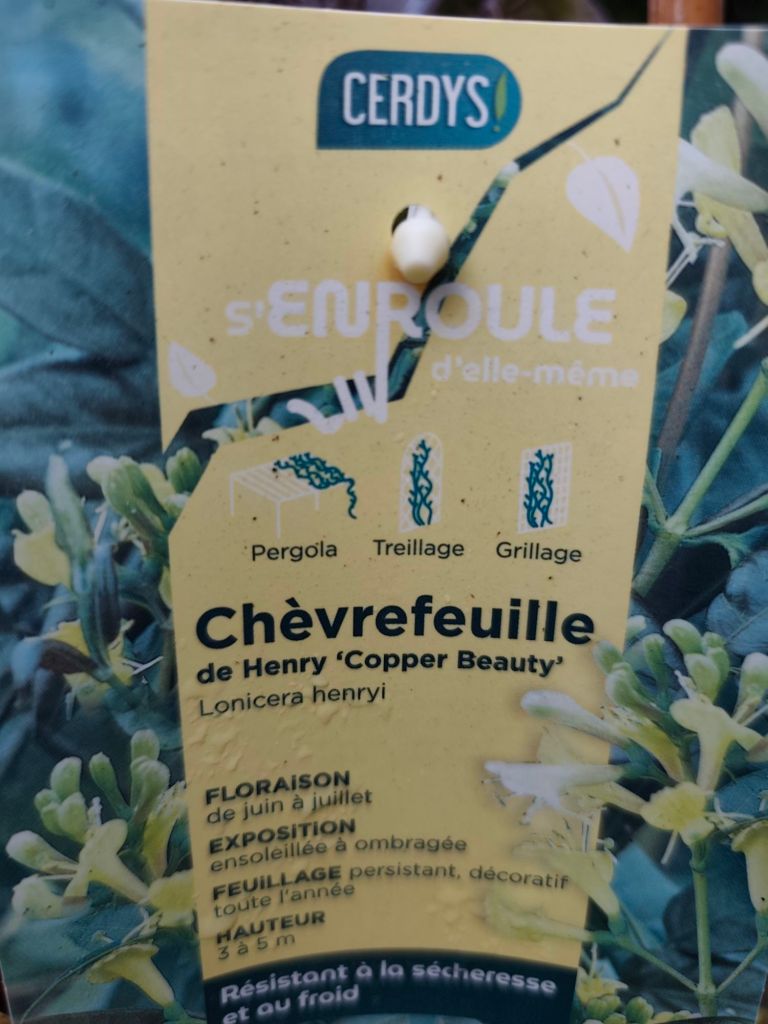 CERDYS!
s'ENROULE
d'elle-même
Pergola Treillage Grillage
Chèvrefeuille
de Henry ‘Copper Beauty’
Lonicera henryi
FLORAISON
de juin à juillet
EXPOSITION
ensoleillée à ombragée
FEUILLAGE persistant, décoratif
toute l'année
HAUTEUR
3 à 5 m
Résistant à la sécheresse
et au froid